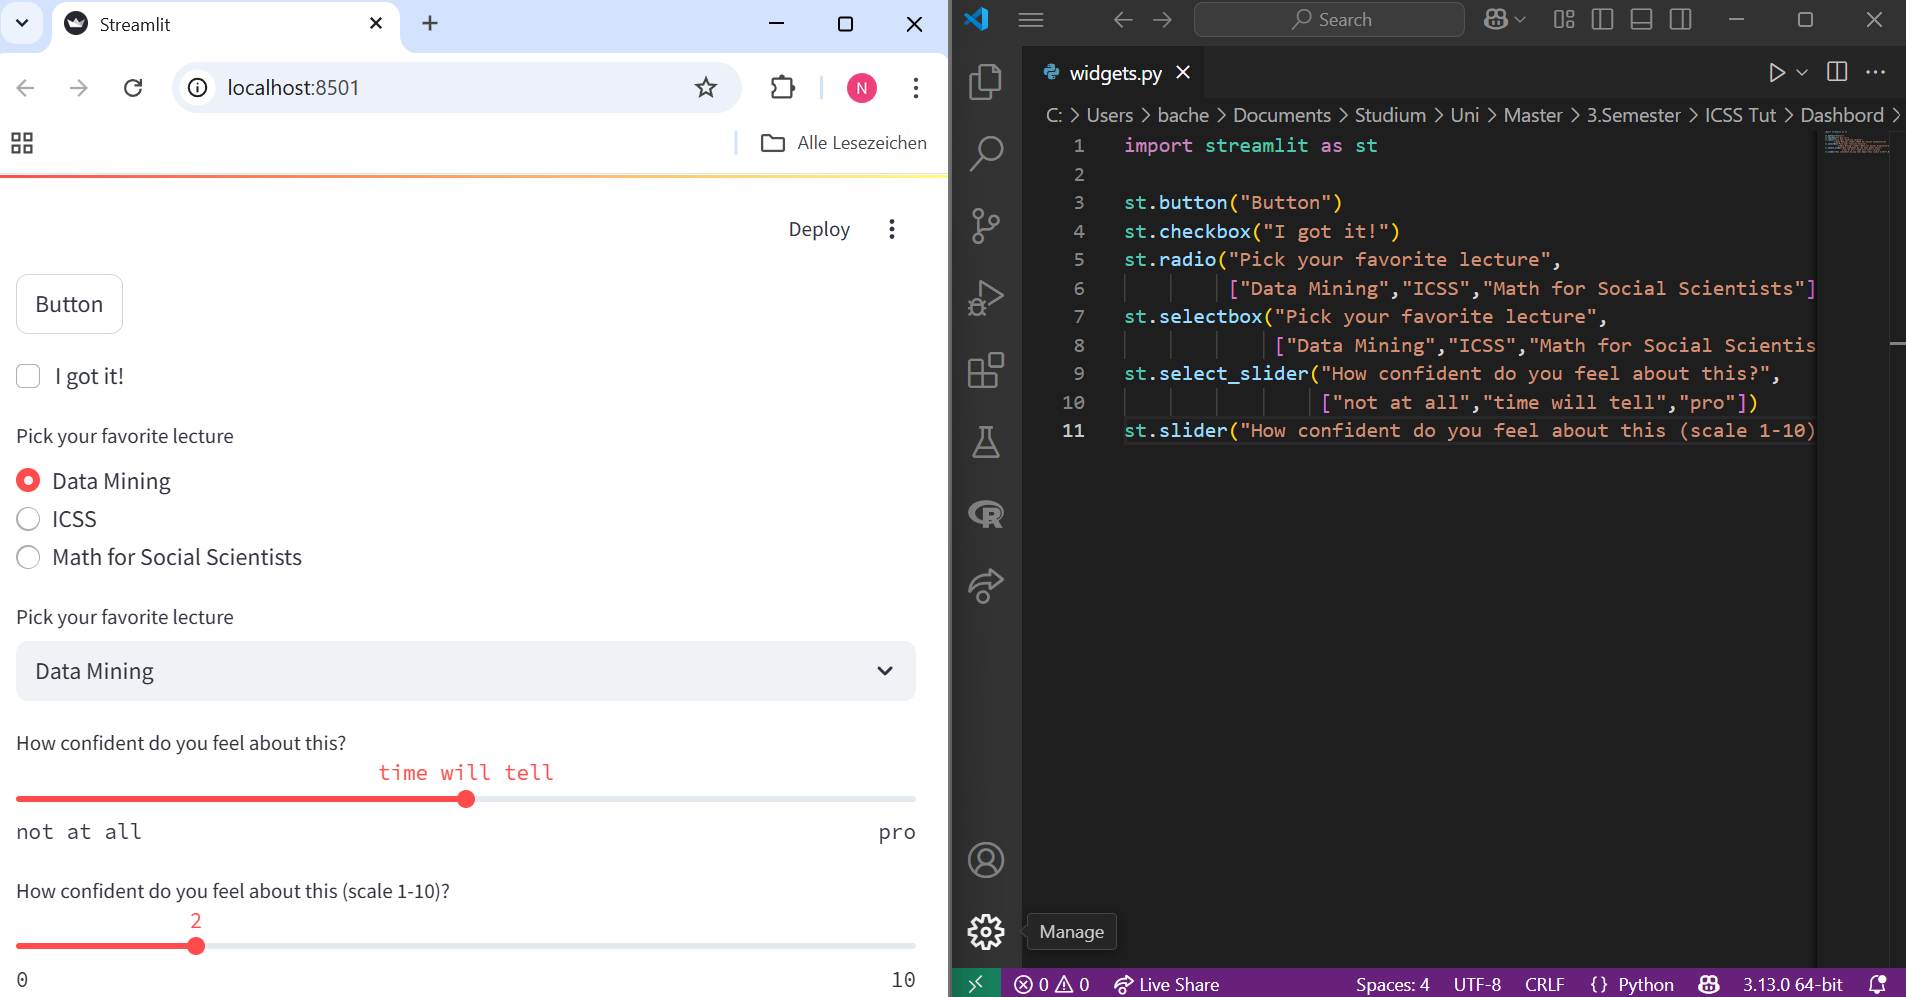 Streamlit
localhost:8501
N
Alle Lesezeichen
Deploy
Button
I got it!
Pick your favorite lecture
Data Mining
ICSS
Math for Social Scientists
Pick your favorite lecture
Data Mining
How confident do you feel about this?
time will tell
not at all pro
How confident do you feel about this (scale 1-10)?
2
0 10
Search
widgets.py
C: > Users > bache > Documents > Studium > Uni > Master > 3.Semester > ICSS Tut > Dashbord >
1 import streamlit as st
2
3 st.button("Button")
4 st.checkbox("I got it!")
5 st.radio("Pick your favorite lecture",
6 ["Data Mining","ICSS","Math for Social Scientists"]
7 st.selectbox("Pick your favorite lecture",
8 ["Data Mining","ICSS","Math for Social Scientis
9 st.select_slider("How confident do you feel about this?",
10 ["not at all","time will tell","pro"])
11 st.slider("How confident do you feel about this (scale 1-10)
R
Manage
0 0 Live Share Spaces: 4 UTF-8 CRLF {} Python 3.13.0 64-bit